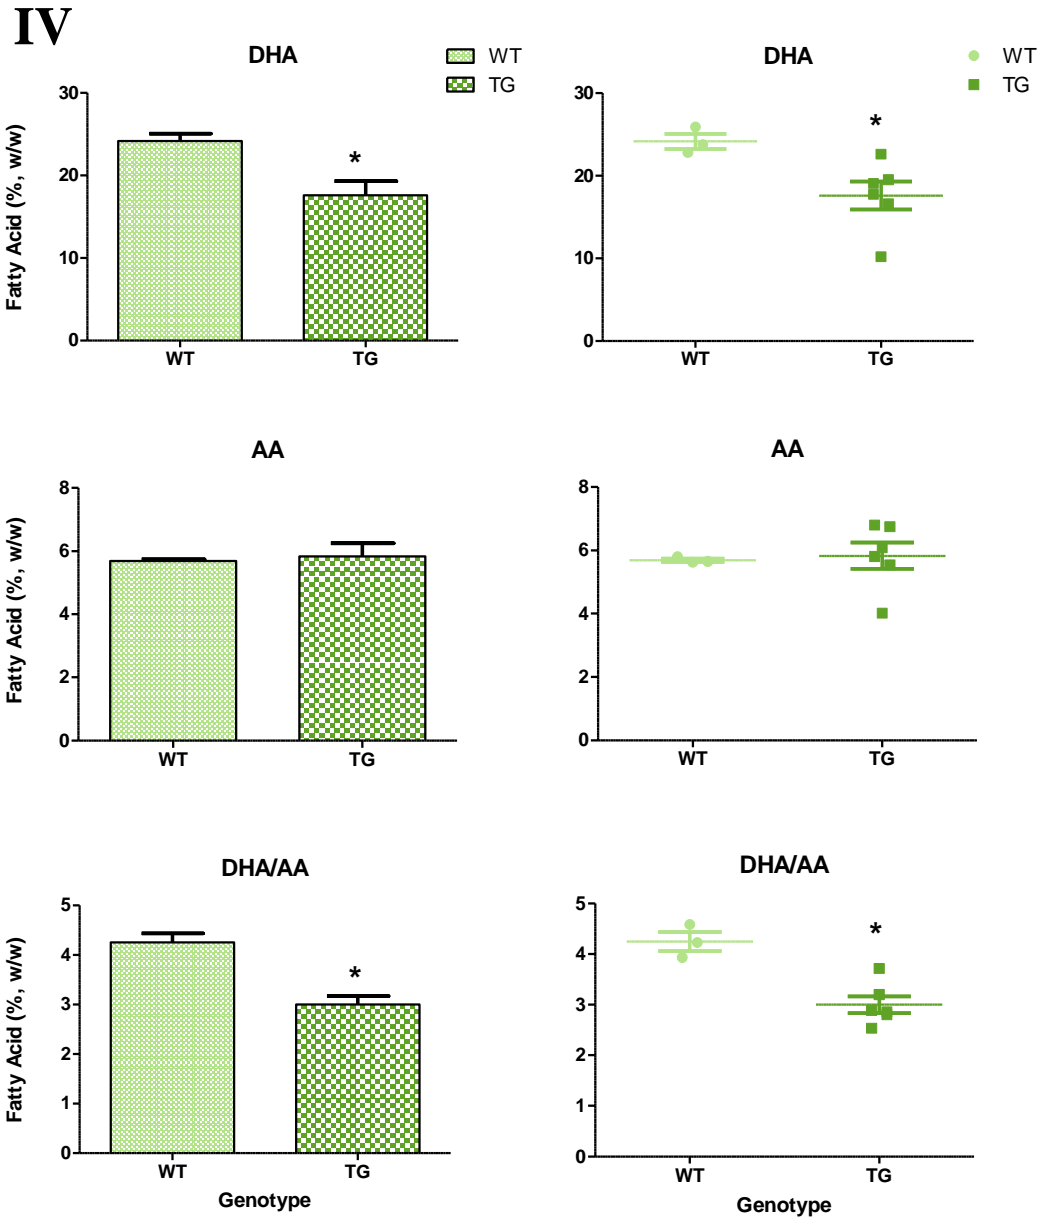 IV
DHA
WT
TG
Fatty Acid (%, w/w)
30
20
10
0
*
WT
TG
DHA
WT
TG
30
20
10
0
*
WT
TG
AA
Fatty Acid (%, w/w)
8
6
4
2
0
WT
TG
AA
8
6
4
2
0
WT
TG
DHA/AA
Fatty Acid (%, w/w)
5
4
3
2
1
0
*
WT
TG
Genotype
DHA/AA
5
4
3
2
1
0
*
WT
TG
Genotype